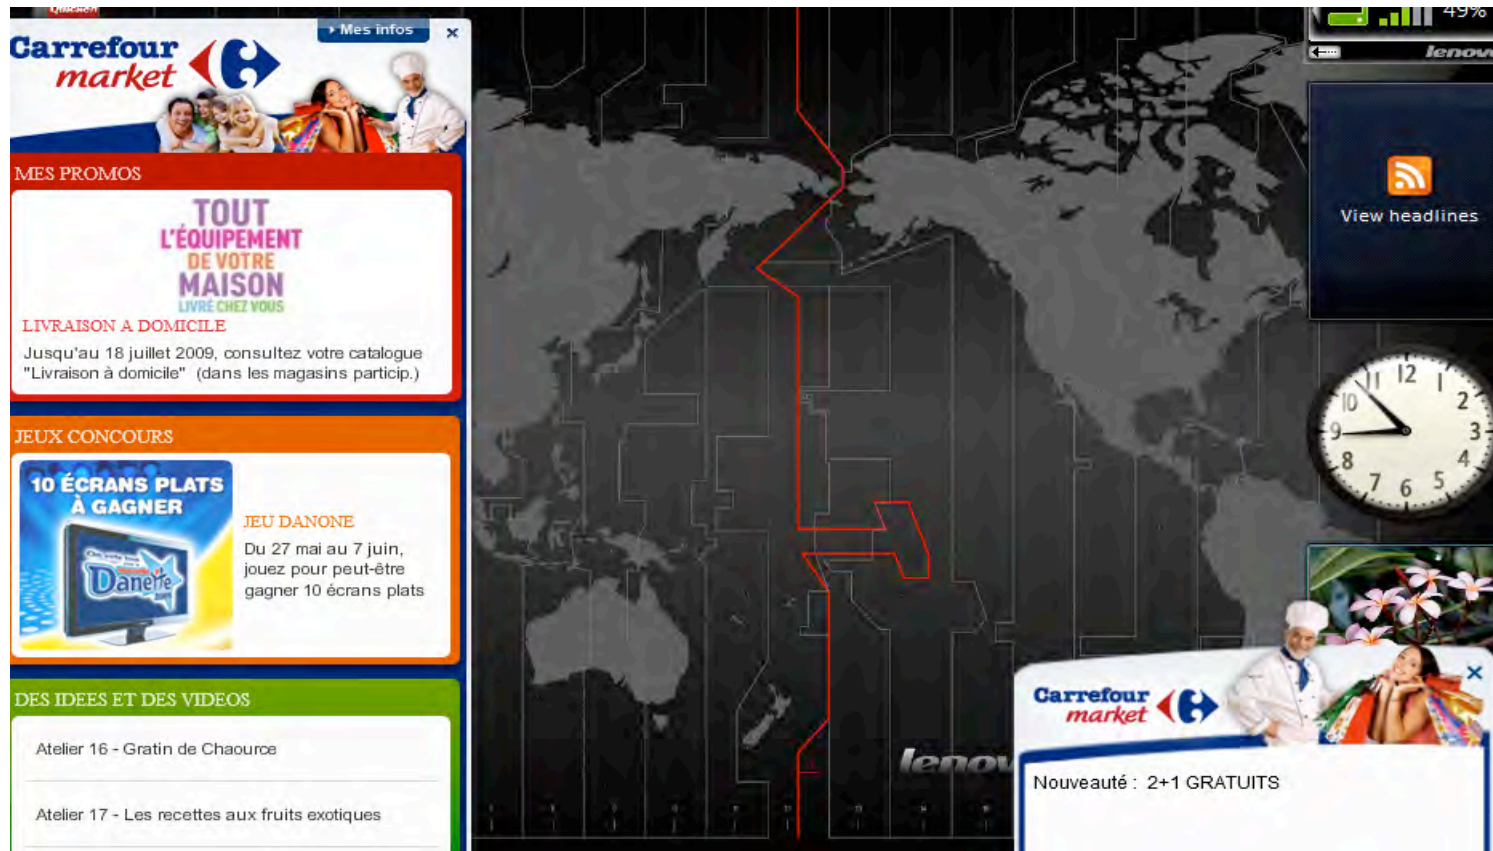 Mes infos
Carrefour
market
MES PROMOS
TOUT
L'ÉQUIPEMENT
DE VOTRE
MAISON
LIVRÉ CHEZ VOUS
LIVRAISON A DOMICILE
Jusqu'au 18 juillet 2009, consultez votre catalogue
"Livraison à domicile" (dans les magasins particip.)
JEUX CONCOURS
10 ÉCRANS PLATS
À GAGNER
Danette
JEU DANONE
Du 27 mai au 7 juin,
jouez pour peut-être
gagner 10 écrans plats
DES IDEES ET DES VIDEOS
Atelier 16 - Gratin de Chaource
Atelier 17 - Les recettes aux fruits exotiques
49%
lenovo
View headlines
11 12 1
10 2
9 3
8 4
7 6 5
lenovo
Carrefour
market
Nouveauté : 2+1 GRATUITS